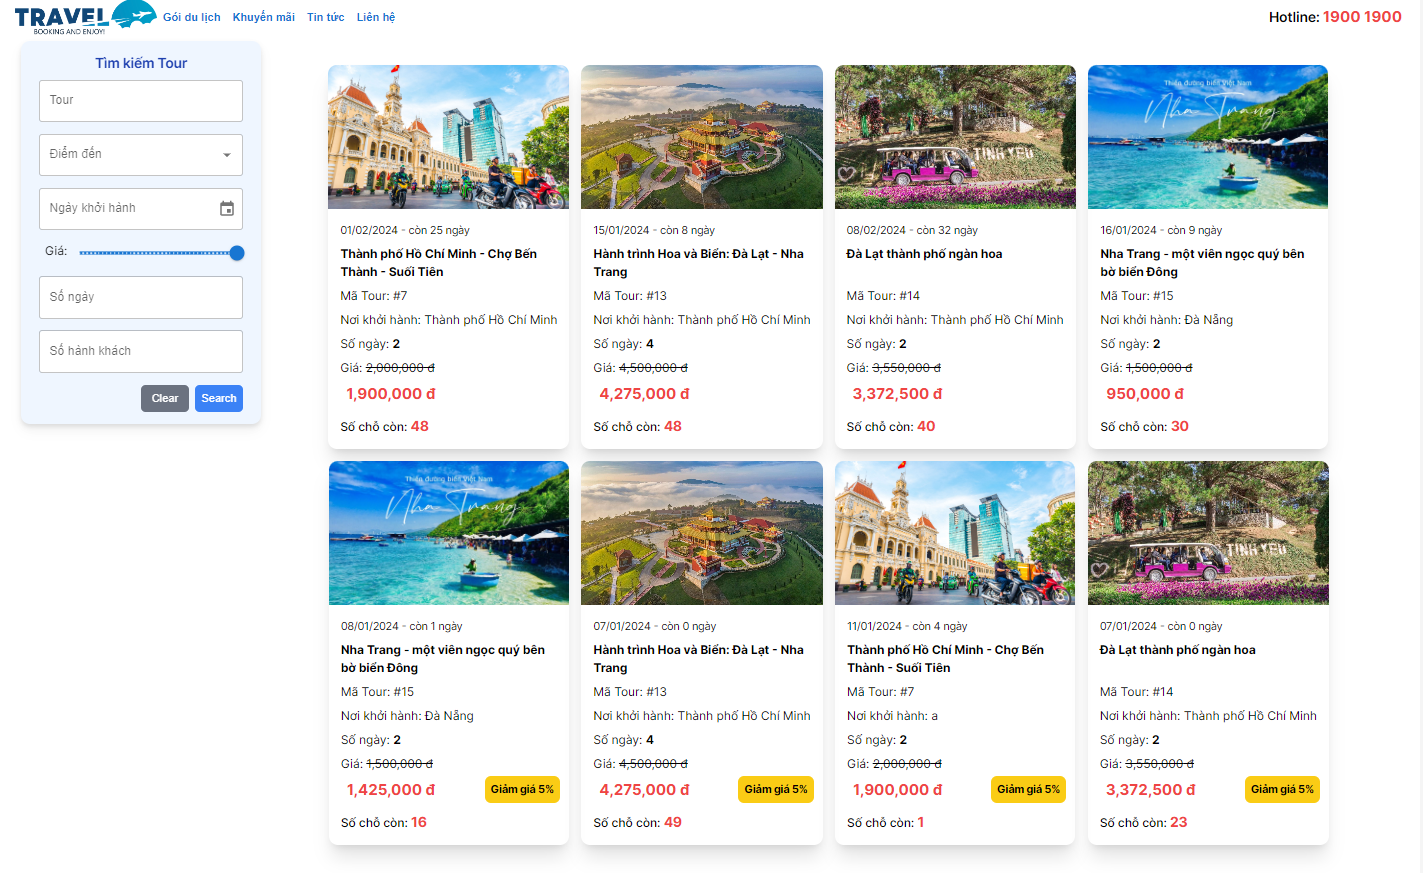 TRAVEL
BOOKING AND ENJOY!
Gói du lịch
Khuyến mãi
Tin tức
Liên hệ
Hotline: 1900 1900
Tìm kiếm Tour
Tour
Điểm đến
Ngày khởi hành
Giá:
Số ngày
Số hành khách
Clear
Search
01/02/2024 - còn 25 ngày
Thành phố Hồ Chí Minh - Chợ Bến
Thành - Suối Tiên
Mã Tour: #7
Nơi khởi hành: Thành phố Hồ Chí Minh
Số ngày: 2
Giá: 2,000,000 đ
1,900,000 đ
Số chỗ còn: 48
15/01/2024 - còn 8 ngày
Hành trình Hoa và Biển: Đà Lạt - Nha
Trang
Mã Tour: #13
Nơi khởi hành: Thành phố Hồ Chí Minh
Số ngày: 4
Giá: 4,500,000 đ
4,275,000 đ
Số chỗ còn: 48
TINH YEU
08/02/2024 - còn 32 ngày
Đà Lạt thành phố ngàn hoa
Mã Tour: #14
Nơi khởi hành: Thành phố Hồ Chí Minh
Số ngày: 2
Giá: 3,550,000 đ
3,372,500 đ
Số chỗ còn: 40
Thiên đường biển Việt Nam
Nha Trang
16/01/2024 - còn 9 ngày
Nha Trang - một viên ngọc quý bên
bờ biển Đông
Mã Tour: #15
Nơi khởi hành: Đà Nẵng
Số ngày: 2
Giá: 1,500,000 đ
950,000 đ
Số chỗ còn: 30
Thiên đường biển Việt Nam
Nha Trang
08/01/2024 - còn 1 ngày
Nha Trang - một viên ngọc quý bên
bờ biển Đông
Mã Tour: #15
Nơi khởi hành: Đà Nẵng
Số ngày: 2
Giá: 1,500,000 đ
1,425,000 đ
Giảm giá 5%
Số chỗ còn: 16
07/01/2024 - còn 0 ngày
Hành trình Hoa và Biển: Đà Lạt - Nha
Trang
Mã Tour: #13
Nơi khởi hành: Thành phố Hồ Chí Minh
Số ngày: 4
Giá: 4,500,000 đ
4,275,000 đ
Giảm giá 5%
Số chỗ còn: 49
11/01/2024 - còn 4 ngày
Thành phố Hồ Chí Minh - Chợ Bến
Thành - Suối Tiên
Mã Tour: #7
Nơi khởi hành: a
Số ngày: 2
Giá: 2,000,000 đ
1,900,000 đ
Giảm giá 5%
Số chỗ còn: 1
TINH YEU
07/01/2024 - còn 0 ngày
Đà Lạt thành phố ngàn hoa
Mã Tour: #14
Nơi khởi hành: Thành phố Hồ Chí Minh
Số ngày: 2
Giá: 3,550,000 đ
3,372,500 đ
Giảm giá 5%
Số chỗ còn: 23